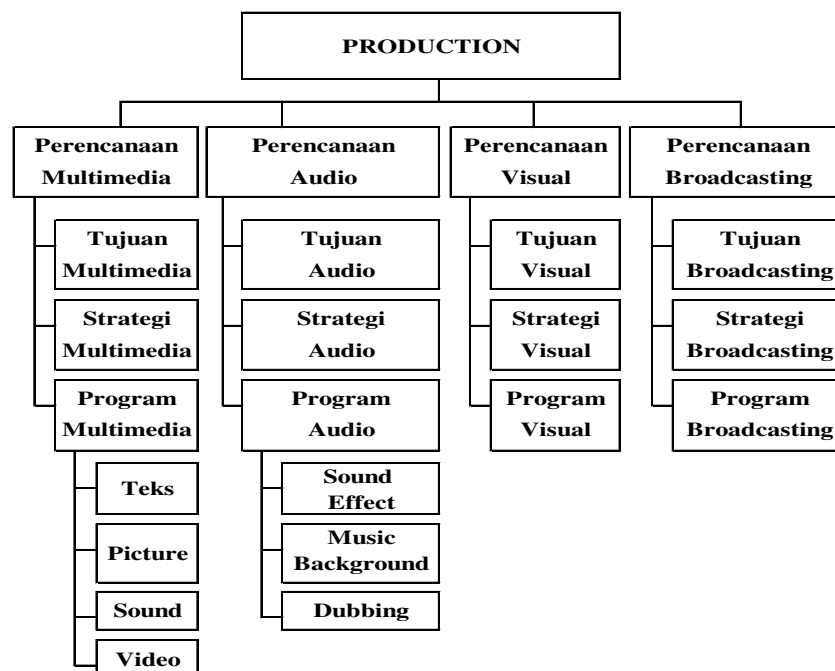 PRODUCTION
Perencanaan
Multimedia
Perencanaan
Audio
Perencanaan
Visual
Perencanaan
Broadcasting
Tujuan
Multimedia
Tujuan
Audio
Tujuan
Visual
Tujuan
Broadcasting
Strategi
Multimedia
Strategi
Audio
Strategi
Visual
Strategi
Broadcasting
Program
Multimedia
Program
Audio
Program
Visual
Program
Broadcasting
Teks
Sound
Effect
Picture
Music
Background
Sound
Dubbing
Video